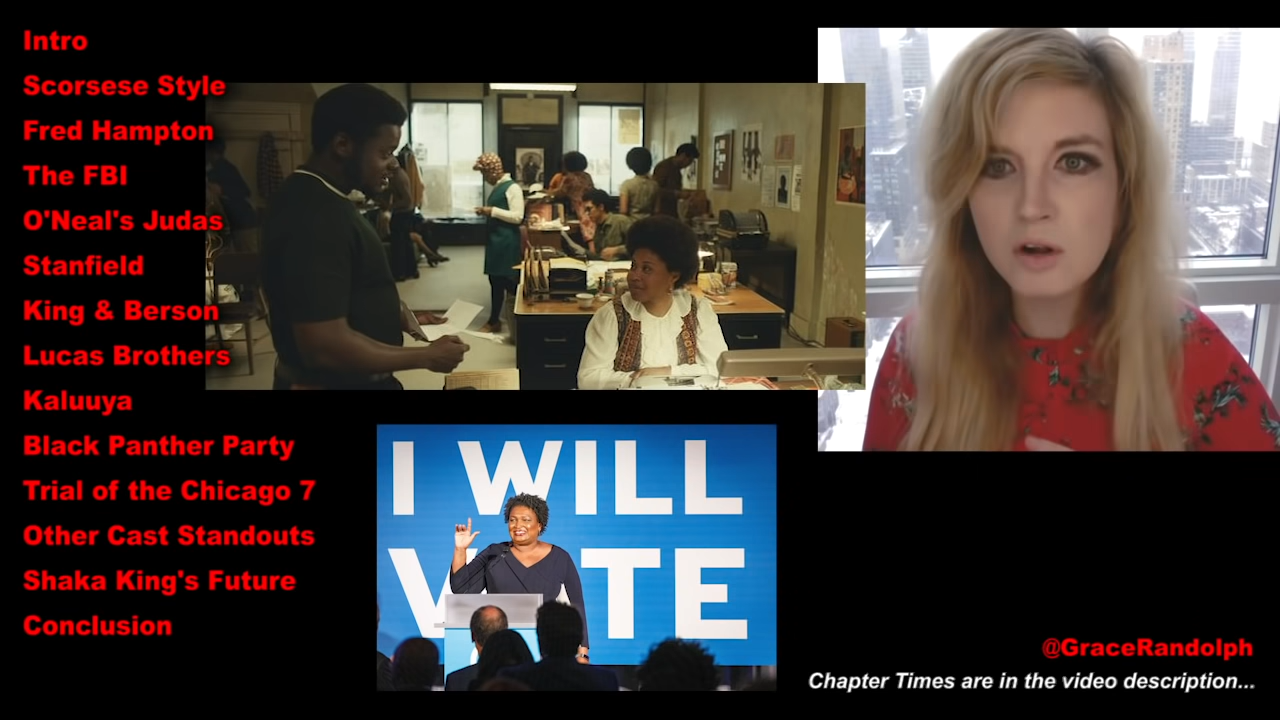 Intro
Scorsese Style
Fred Hampton
The FBI
O'Neal's Judas
Stanfield
King & Berson
Lucas Brothers
Kaluuya
Black Panther Party
Trial of the Chicago 7
Other Cast Standouts
Shaka King's Future
Conclusion
I WILL
V TE
@GraceRandolph
Chapter Times are in the video description...